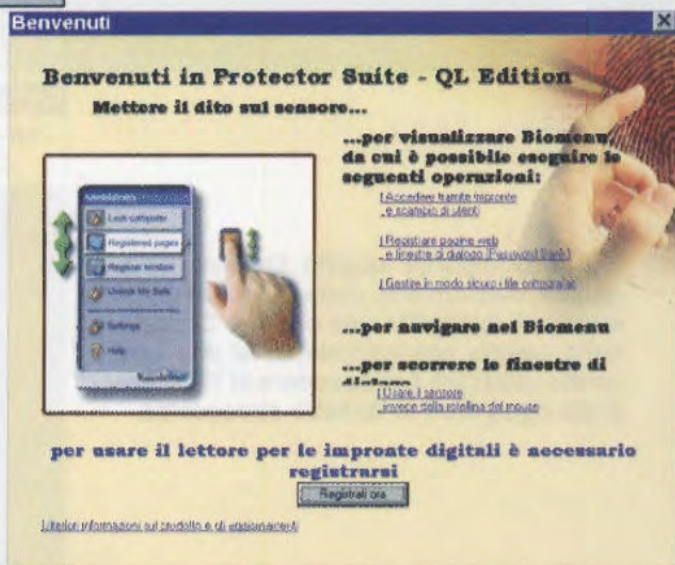 Benvenuti
Benvenuti in Protector Suite - QL Edition
Mettere il dito sul sensore...
...per visualizzare Biomenu,
da cui è possibile eseguire le
seguenti operazioni:
Accedere tramite impronte
e scambio di utenti
Registrare pagine web
e finestre di dialogo (Password Bank)
Gestire in modo sicuro i file crittografati
Lock computer
Registered pages
Register window
Unlock My Safe
Settings
Help
...per navigare nel Biomenu
...per scorrere le finestre di
dialogo
Usare il sensore
invece della rotellina del mouse
per usare il lettore per le impronte digitali è necessario
registrarsi
Registrati ora
Ulteriori informazioni sul prodotto e gli aggiornamenti